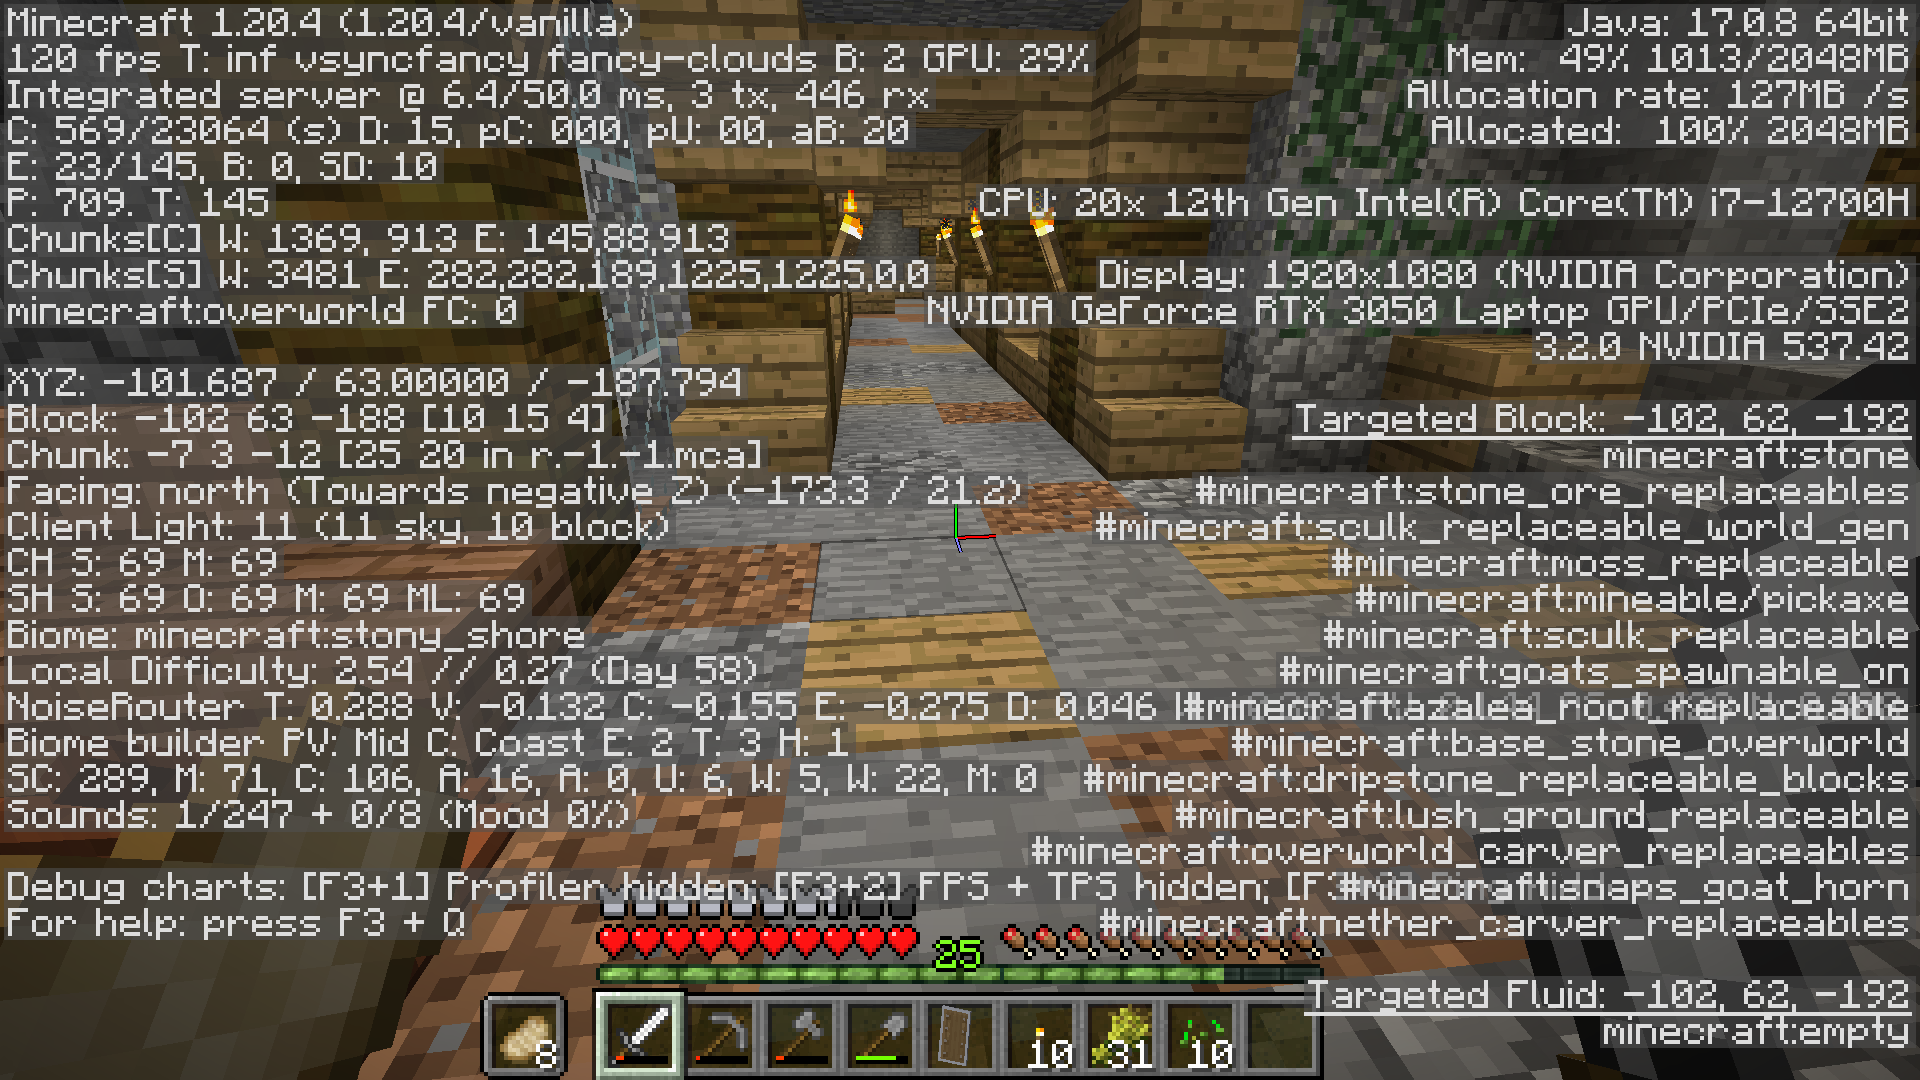 Minecraft 1.20.4 (1.20.4/vanilla)
120 fps T: inf vsyncfancy fancy-clouds B: 2 GPU: 29%
Integrated server @ 6.4/50.0 ms, 3 tx, 446 rx
C: 569/23064 (s) D: 15, pC: 000, pU: 00, aB: 20
E: 23/145, B: 0, SD: 10
P: 709. T: 145
Chunks[C] W: 1369, 913 E: 145,88,913
Chunks[S] W: 3481 E: 282,282,189,1225,1225,0,0
minecraft:overworld FC: 0
XYZ: -101.687 / 63.00000 / -187.794
Block: -102 63 -188 [10 15 4]
Chunk: -7 3 -12 [25 20 in r.-1.-1.mca]
Facing: north (Towards negative Z) (-173.3 / 21.2)
Client Light: 11 (11 sky, 10 block)
CH S: 69 M: 69
SH S: 69 O: 69 M: 69 ML: 69
Biome: minecraft:stony_shore
Local Difficulty: 2.54 // 0.27 (Day 58)
NoiseRouter T: 0.288 V: -0.132 C: -0.155 E: -0.275 D: 0.046
Biome builder PV: Mid C: Coast E: 2 T: 3 H: 1
SC: 289, M: 71, C: 106, A: 16, A: 0, U: 6, W: 5, W: 22, M: 0
Sounds: 1/247 + 0/8 (Mood 0%)
Debug charts: [F3+1] Profiler hidden; [F3+2] FPS + TPS hidden;
For help: press F3 + Q
Java: 17.0.8 64bit
Mem: 49% 1013/2048MB
Allocation rate: 127MB /s
Allocated: 100% 2048MB
CPU: 20x 12th Gen Intel(R) Core(TM) i7-12700H
Display: 1920x1080 (NVIDIA Corporation)
NVIDIA GeForce RTX 3050 Laptop GPU/PCIe/SSE2
3.2.0 NVIDIA 537.42
Targeted Block: -102, 62, -192
minecraft:stone
#minecraft:stone_ore_replaceables
#minecraft:sculk_replaceable_world_gen
#minecraft:moss_replaceable
#minecraft:mineable/pickaxe
#minecraft:sculk_replaceable
#minecraft:goats_spawnable_on
#minecraft:azalea_root_replaceable
#minecraft:base_stone_overworld
#minecraft:dripstone_replaceable_blocks
#minecraft:lush_ground_replaceable
#minecraft:overworld_carver_replaceables
#minecraft:snaps_goat_horn
#minecraft:nether_carver_replaceables
Targeted Fluid: -102, 62, -192
minecraft:empty
25
8
10
31
10